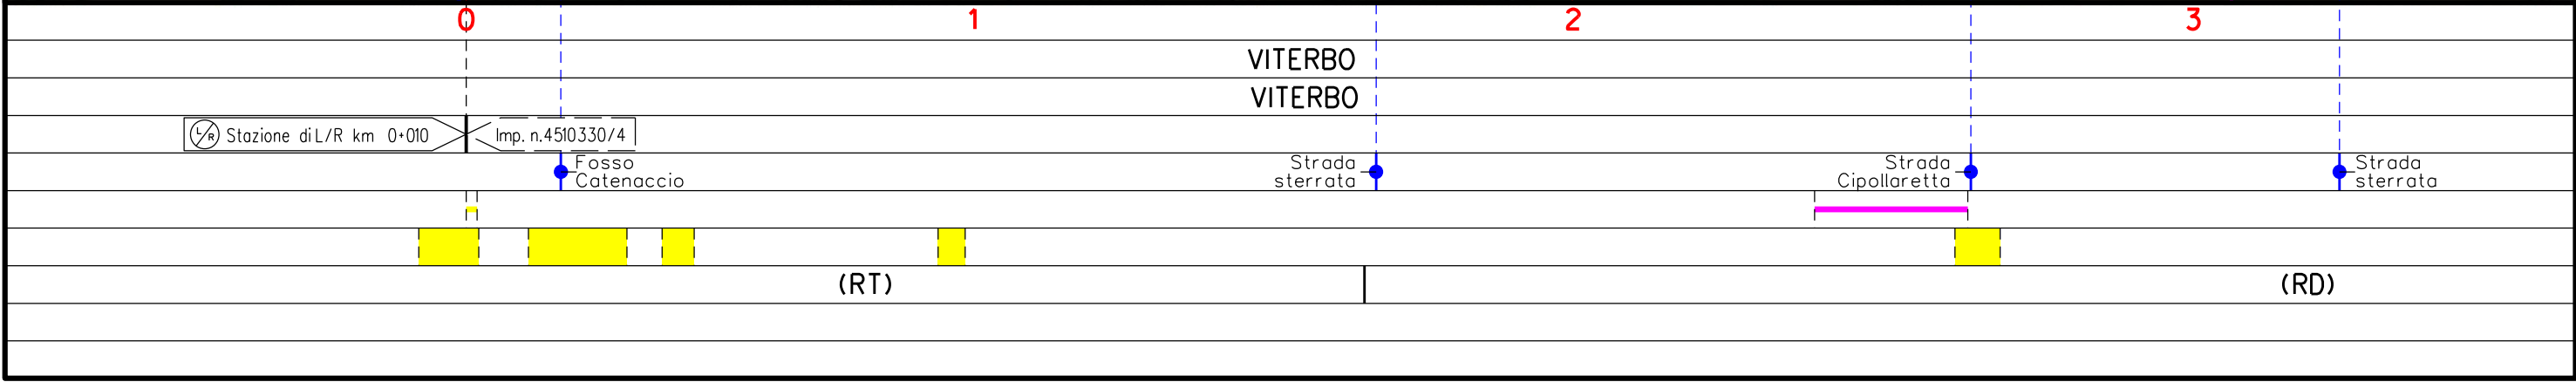 0 1 2 3
VITERBO
VITERBO
L/R Stazione di L/R km 0+010 Imp. n.4510330/4
Fosso
Catenaccio
Strada
sterrata
Strada
Cipollaretta
Strada
sterrata
(RT) (RD)